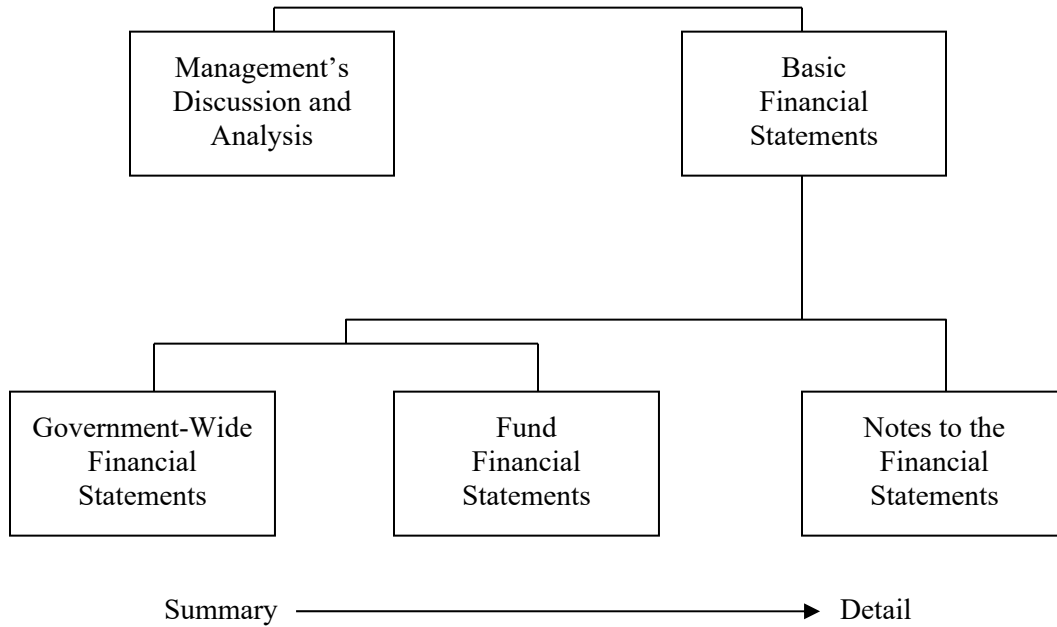 Management’s
Discussion and
Analysis
Basic
Financial
Statements
Government-Wide
Financial
Statements
Fund
Financial
Statements
Notes to the
Financial
Statements
Summary
Detail